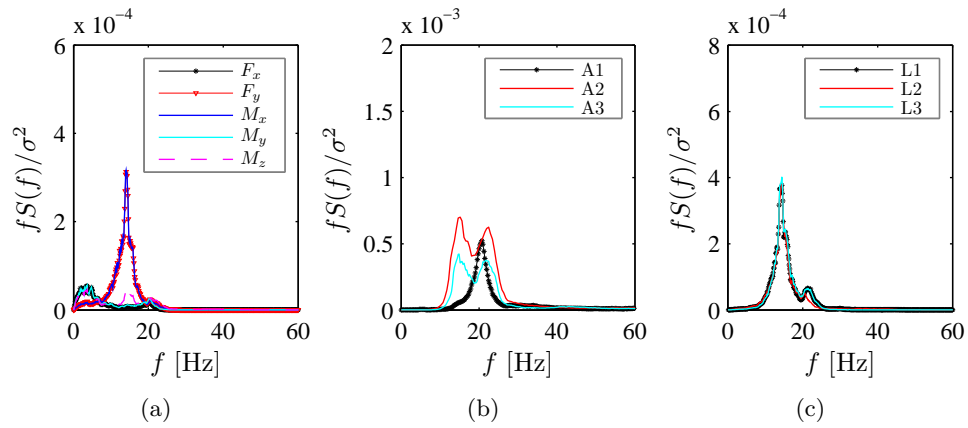 x 10⁻⁴
6
4
2
0
0 20 40 60
fS(f)/σ²
f [Hz]
F_x
F_y
M_x
M_y
M_z
(a)
x 10⁻³
2
1.5
1
0.5
0
0 20 40 60
fS(f)/σ²
f [Hz]
A1
A2
A3
(b)
x 10⁻⁴
8
6
4
2
0
0 20 40 60
fS(f)/σ²
f [Hz]
L1
L2
L3
(c)